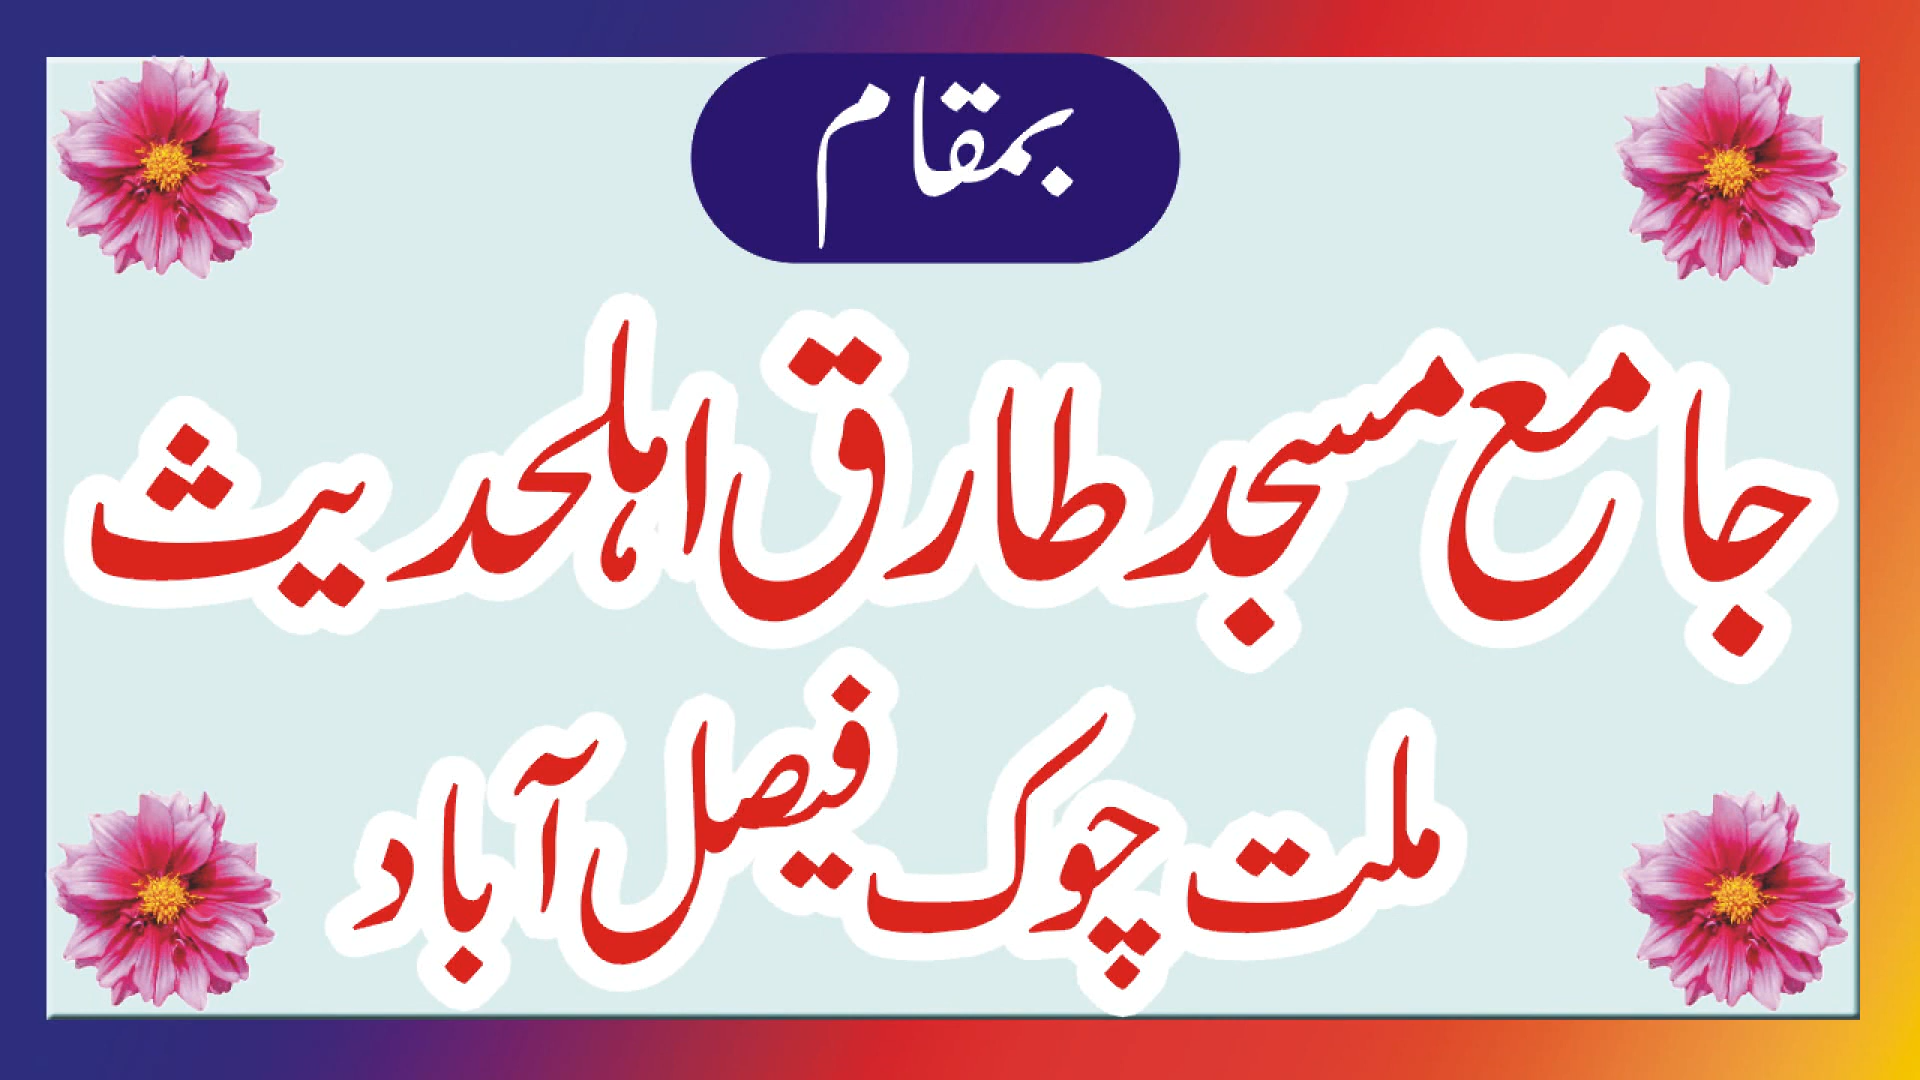 بمقام
جامع مسجد طارق اہلحدیث
ملت چوک فیصل آباد